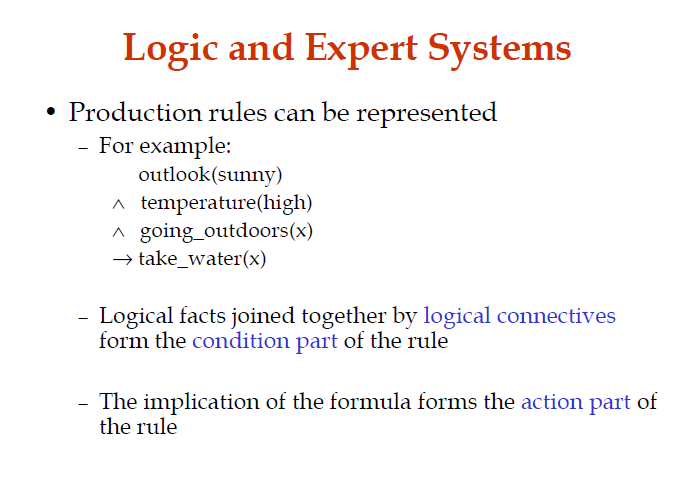 Logic and Expert Systems
• Production rules can be represented
– For example:
outlook(sunny)
∧ temperature(high)
∧ going_outdoors(x)
→ take_water(x)
– Logical facts joined together by logical connectives
form the condition part of the rule
– The implication of the formula forms the action part of
the rule